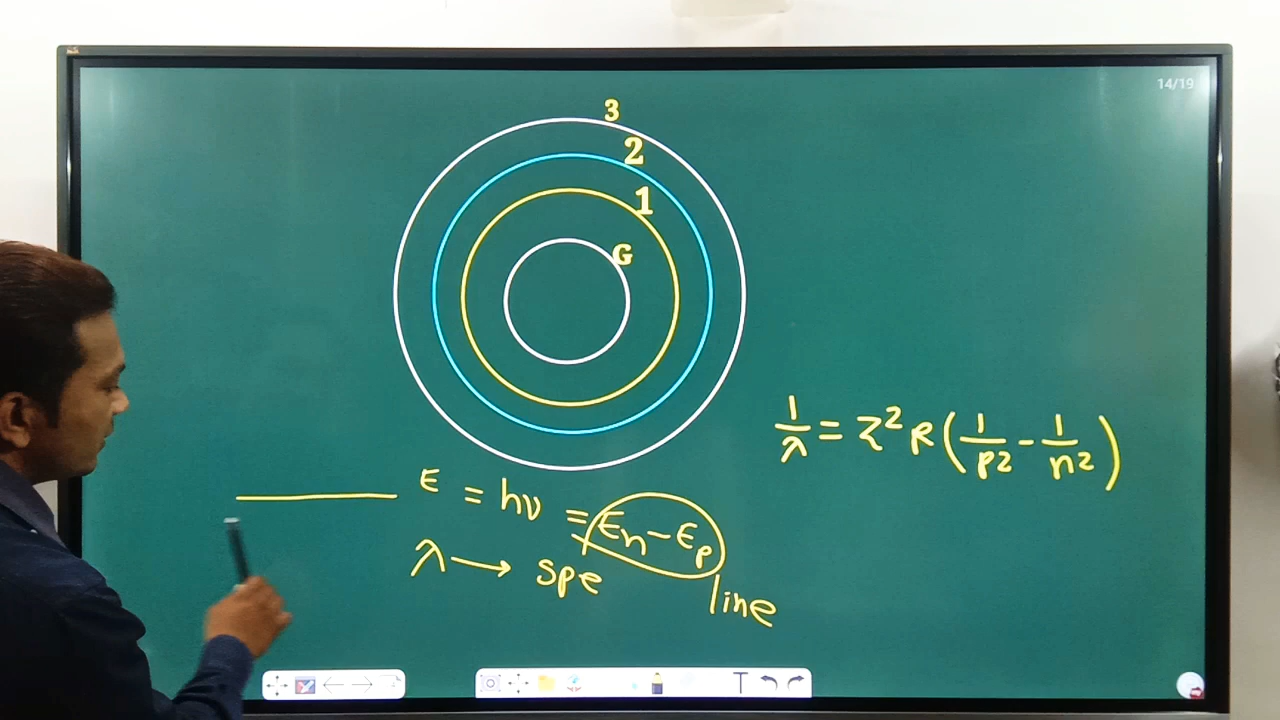 14/19
3
2
1
G
1/λ = Z² R (1/p² - 1/n²)
E = hν = En - Ep
λ → spe line
T